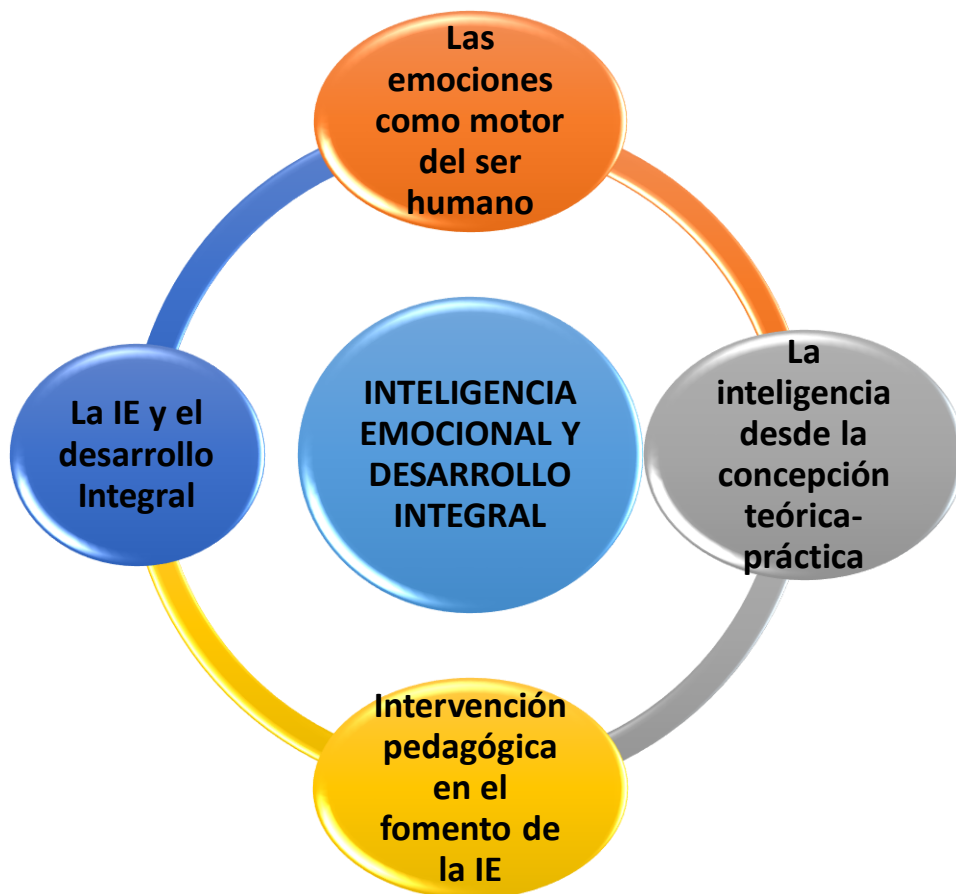 Las
emociones
como motor
del ser
humano
La
inteligencia
desde la
concepción
teórica-
práctica
INTELIGENCIA
EMOCIONAL Y
DESARROLLO
INTEGRAL
La IE y el
desarrollo
Integral
Intervención
pedagógica
en el
fomento de
la IE